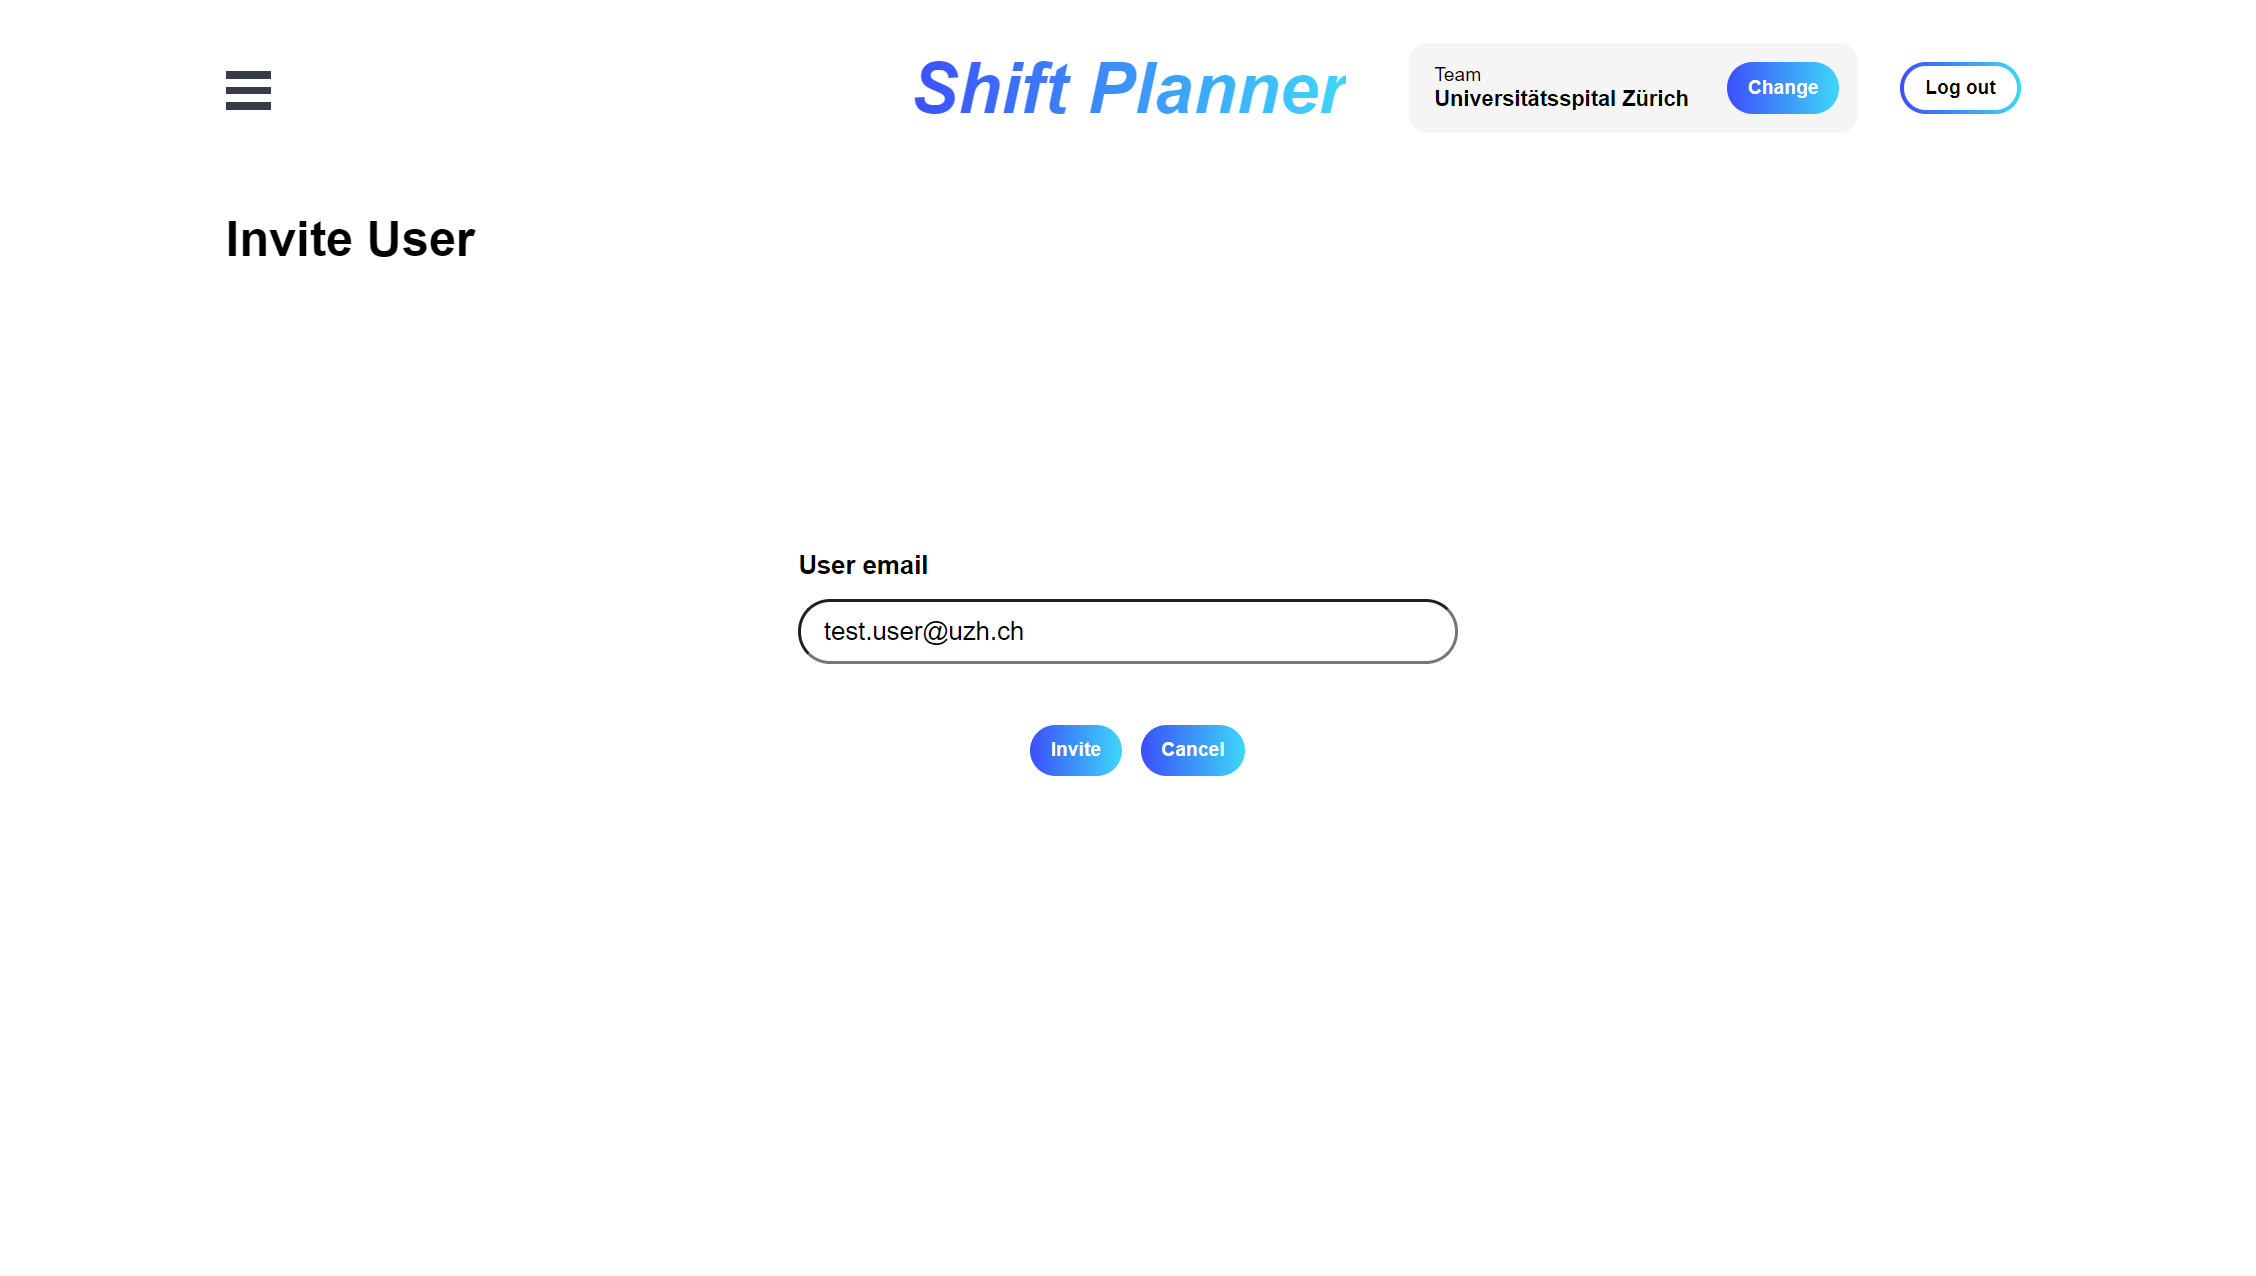 Shift Planner
Team
Universitätsspital Zürich
Change
Log out
Invite User
User email
test.user@uzh.ch
Invite
Cancel